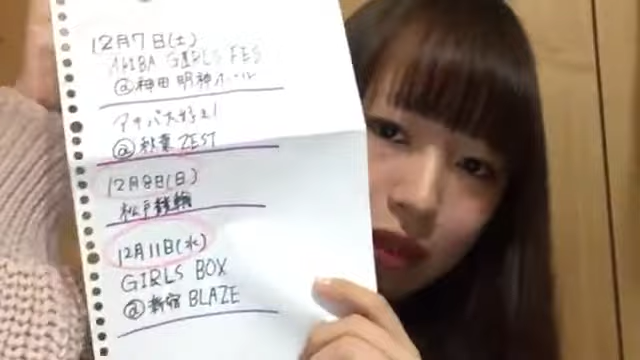 12月7日(土)
AKIBA GIRLS FES
@神田明神ホール
アキバ大好き!
@秋葉ZEST
12月8日(日)
松戸競輪
12月11日(水)
GIRLS BOX
@新宿BLAZE